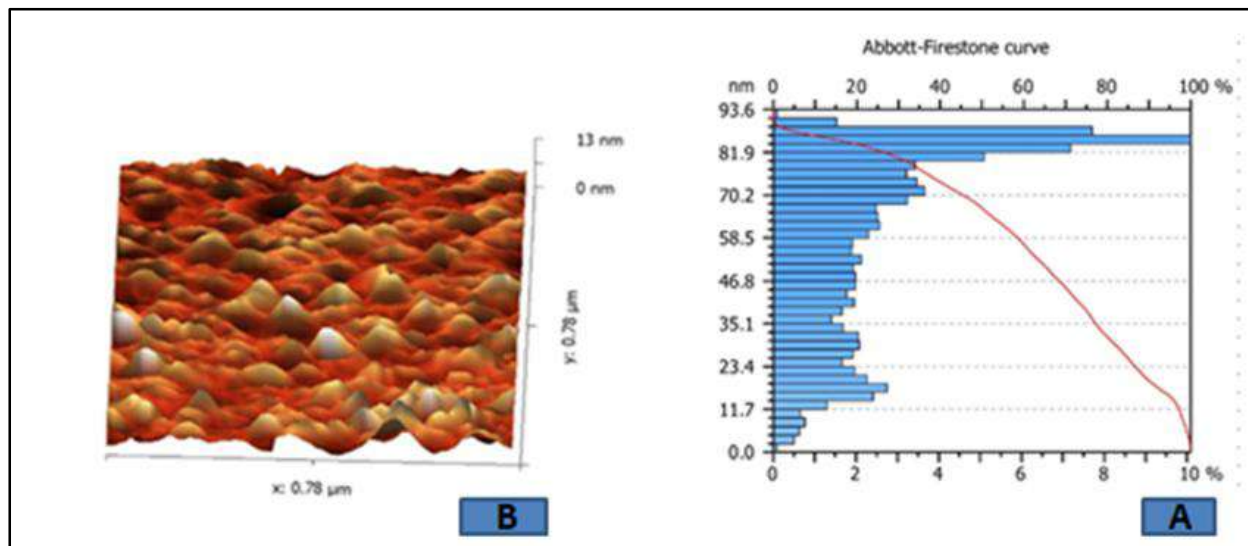 13 nm
0 nm
y: 0.78 µm
x: 0.78 µm
B
Abbott-Firestone curve
nm 0 20 40 60 80 100 %
93.6
81.9
70.2
58.5
46.8
35.1
23.4
11.7
0.0
0 2 4 6 8 10 %
A